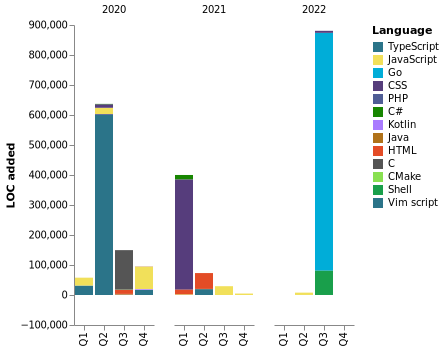 2020 2021 2022
900,000
800,000
700,000
600,000
500,000
400,000
300,000
200,000
100,000
0
−100,000
LOC added
Q1 Q2 Q3 Q4 Q1 Q2 Q3 Q4 Q1 Q2 Q3 Q4
Language
TypeScript
JavaScript
Go
CSS
PHP
C#
Kotlin
Java
HTML
C
CMake
Shell
Vim script